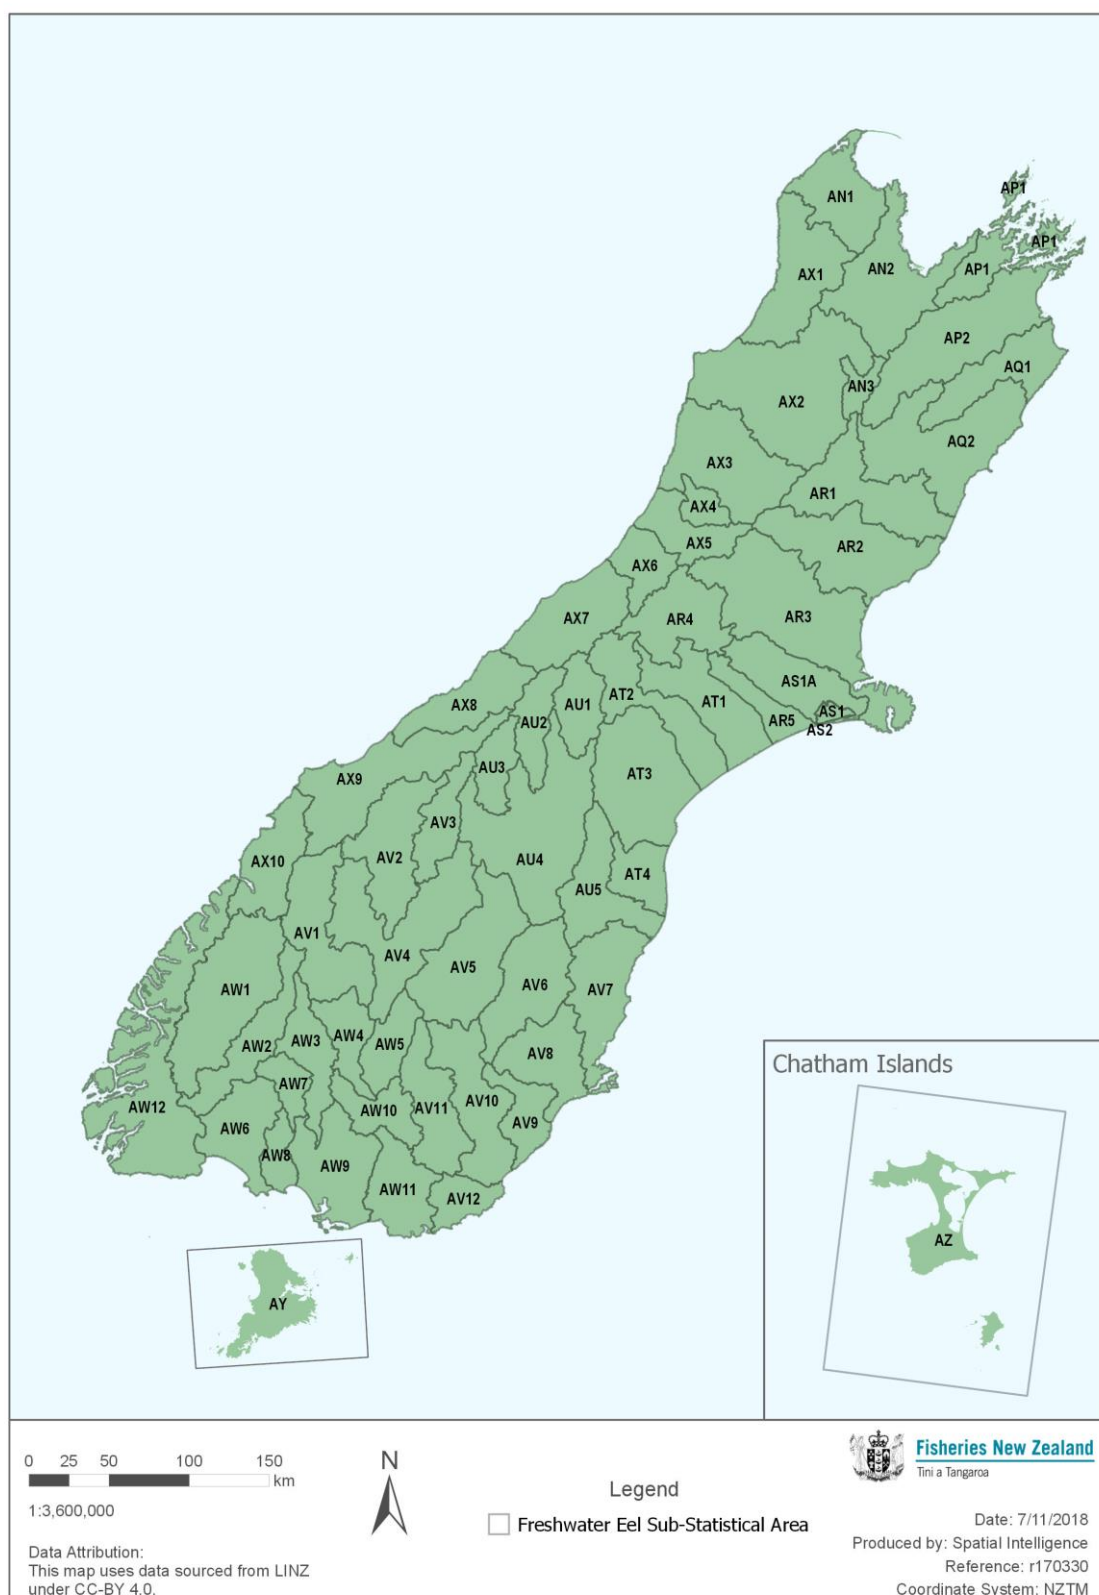 AN1
AP1
AP1
AX1
AN2
AP1
AP2
AQ1
AN3
AX2
AQ2
AX3
AR1
AX4
AX5
AR2
AX6
AX7
AR4
AR3
AS1A
AX8
AU1
AT2
AT1
AU2
AR5
AS1
AS2
AU3
AX9
AT3
AV3
AV2
AU4
AX10
AU5
AT4
AV1
AV4
AV5
AW1
AV6
AV7
AW2
AW3
AW4
AW5
AV8
AW7
AW12
AW10
AV11
AV10
AV9
AW6
AW8
AW9
AW11
AV12
AY
Chatham Islands
AZ
0 25 50 100 150
km
1:3,600,000
Data Attribution:
This map uses data sourced from LINZ
under CC-BY 4.0.
N
Legend
Freshwater Eel Sub-Statistical Area
Fisheries New Zealand
Tini a Tangaroa
Date: 7/11/2018
Produced by: Spatial Intelligence
Reference: r170330
Coordinate System: NZTM